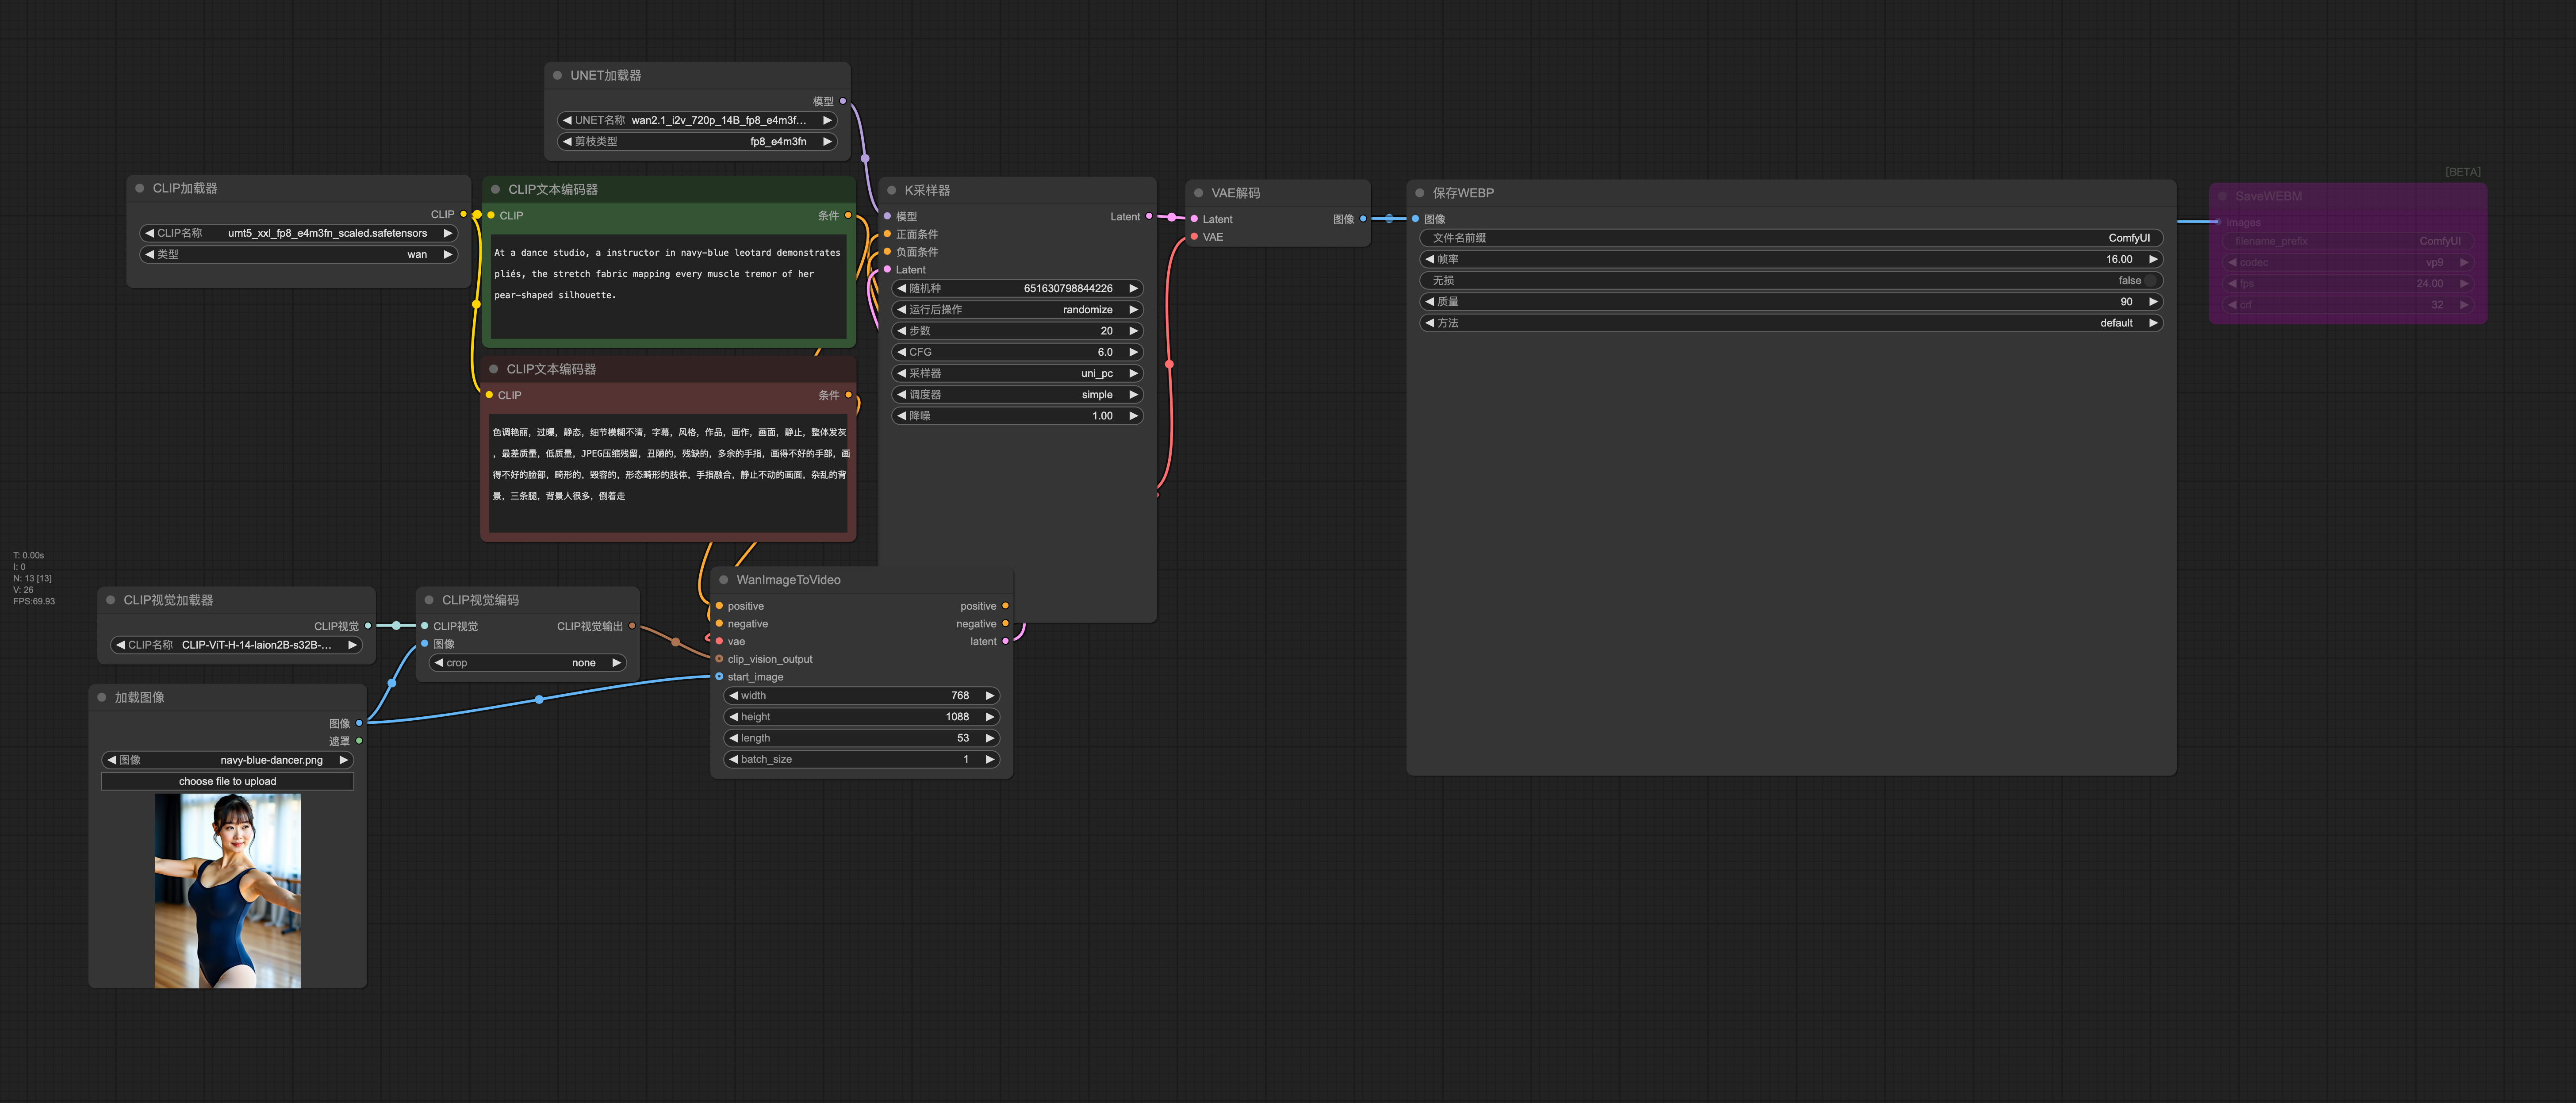 UNET加载器
模型
UNET名称 wan2.1_i2v_720p_14B_fp8_e4m3f...
剪枝类型 fp8_e4m3fn
CLIP加载器
CLIP
CLIP名称 umt5_xxl_fp8_e4m3fn_scaled.safetensors
类型 wan
CLIP文本编码器
CLIP 条件
At a dance studio, a instructor in navy-blue leotard demonstrates
pliés, the stretch fabric mapping every muscle tremor of her
pear-shaped silhouette.
CLIP文本编码器
CLIP 条件
色调艳丽，过曝，静态，细节模糊不清，字幕，风格，作品，画作，画面，静止，整体发灰
，最差质量，低质量，JPEG压缩残留，丑陋的，残缺的，多余的手指，画得不好的手部，画
得不好的脸部，畸形的，毁容的，形态畸形的肢体，手指融合，静止不动的画面，杂乱的背
景，三条腿，背景人很多，倒着走
K采样器
模型 Latent
正面条件
负面条件
Latent
随机种 651630798844226
运行后操作 randomize
步数 20
CFG 6.0
采样器 uni_pc
调度器 simple
降噪 1.00
VAE解码
Latent 图像
VAE
保存WEBP
图像
文件名前缀 ComfyUI
帧率 16.00
无损 false
质量 90
方法 default
[BETA]
SaveWEBM
images
filename_prefix ComfyUI
codec vp9
fps 24.00
crf 32
T: 0.00s
I: 0
N: 13 [13]
V: 26
FPS:69.93
CLIP视觉加载器
CLIP视觉
CLIP名称 CLIP-ViT-H-14-laion2B-s32B-...
CLIP视觉编码
CLIP视觉 CLIP视觉输出
图像
crop none
WanImageToVideo
positive positive
negative negative
vae latent
clip_vision_output
start_image
width 768
height 1088
length 53
batch_size 1
加载图像
图像
遮罩
图像 navy-blue-dancer.png
choose file to upload